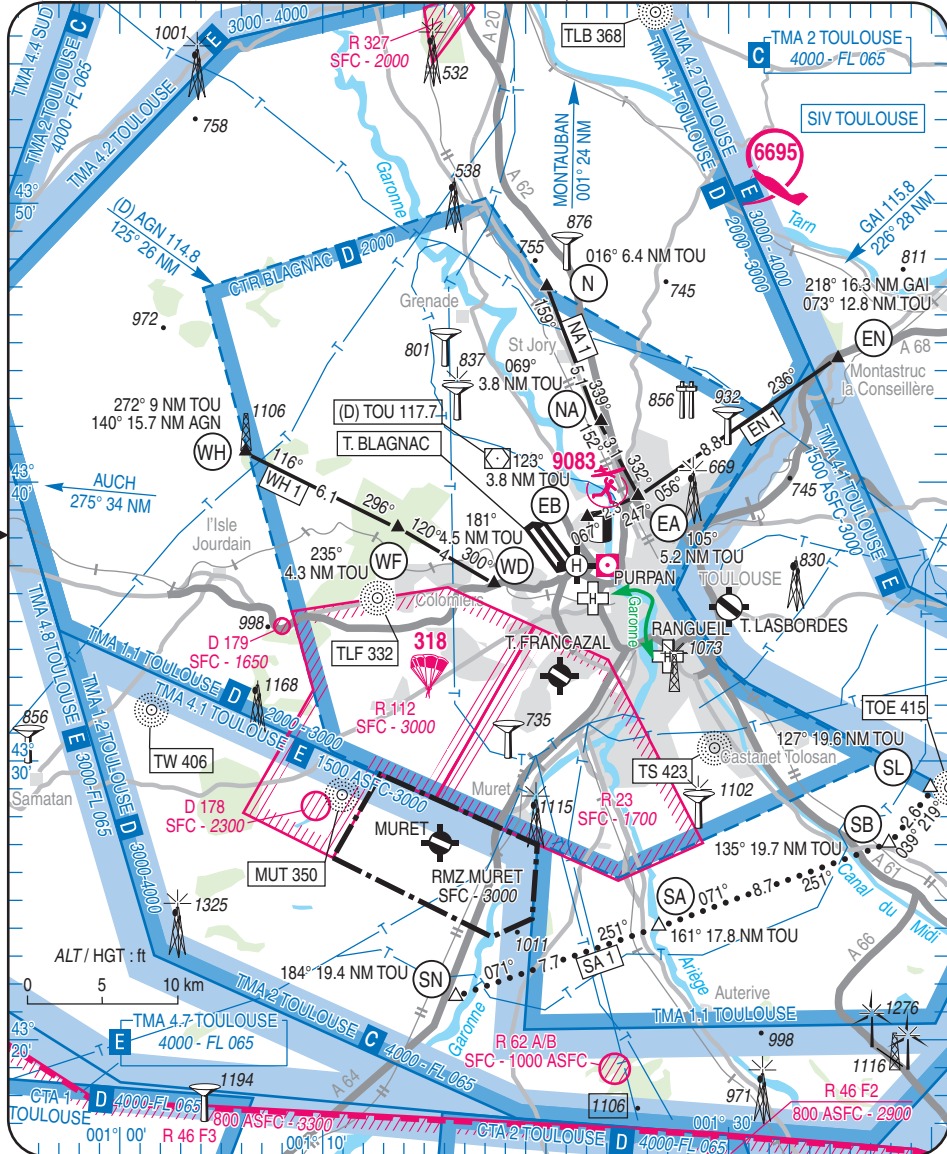 1001
E 3000 - 4000
TMA 4.4 SUD
C
TMA 2 TOULOUSE
4000 - FL 065
TMA 4.2 TOULOUSE
758
R 327
SFC - 2000
532
A 20
TLB 368
TMA 4.2 TOULOUSE
TMA 1.1 TOULOUSE
C
TMA 2 TOULOUSE
4000 - FL 065
SIV TOULOUSE
6695
MONTAUBAN
001° 24 NM
Garonne
538
A 62
43°
50'
D
E
3000 - 4000
2000 - 3000
Tarn
GAI 115.8
226° 28 NM
(D) AGN 114.8
125° 26 NM
CTR BLAGNAC D 2000
755
876
016° 6.4 NM TOU
N
745
811
218° 16.3 NM GAI
073° 12.8 NM TOU
EN
A 68
Montastruc
la Conseillère
972
Grenade
159°
NA 1
5.1
339°
St Jory
801
837
069°
3.8 NM TOU
NA
152°
3.1
332°
856
932
236°
EN 1
8.8
056°
272° 9 NM TOU
140° 15.7 NM AGN
1106
WH
(D) TOU 117.7
T. BLAGNAC
123°
3.8 NM TOU
9083
669
TMA 4.1 TOULOUSE
1500 ASFC-3000
E
745
43°
40'
AUCH
275° 34 NM
116°
WH 1
6.1
296°
EB
067°
2.3
247°
EA
105°
5.2 NM TOU
l'Isle
Jourdain
120°
4.
300°
181°
4.5 NM TOU
WD
235°
4.3 NM TOU
WF
H
PURPAN
H
TOULOUSE
830
Garonne
Colomiers
T. LASBORDES
998
D 179
SFC - 1650
TLF 332
318
T. FRANCAZAL
RANGUEIL
H
1073
TMA 4.8 TOULOUSE
E
3000-FL 065
TMA 1.2 TOULOUSE
D
3000-4000
TMA 1.1 TOULOUSE D 2000-3000
TMA 4.1 TOULOUSE E 1500 ASFC-3000
1168
R 112
SFC - 3000
735
TOE 415
856
43°
30'
Samatan
TW 406
127° 19.6 NM TOU
TS 423
Castanet Tolosan
SL
D 178
SFC - 2300
Muret
1115
R 23
SFC - 1700
1102
2.6
039°
219°
MUT 350
MURET
RMZ MURET
SFC - 3000
SB
135° 19.7 NM TOU
A 61
Canal du Midi
1325
1011
SA
071°
8.7
251°
161° 17.8 NM TOU
A 66
ALT / HGT : ft
0 5 10 km
184° 19.4 NM TOU
SN
071°
7.7
251°
SA 1
Ariège
Auterive
TMA 1.1 TOULOUSE
1276
43°
20'
E
TMA 4.7 TOULOUSE
4000 - FL 065
TMA 2 TOULOUSE C 4000 - FL 065
Garonne
R 62 A/B
SFC - 1000 ASFC
998
1116
1194
A 64
1106
971
R 46 F2
800 ASFC - 2900
CTA 1
TOULOUSE
D 4000-FL 065
R 46 F3
800 ASFC - 3300
CTA 2 TOULOUSE
D
4000-FL 065
001° 00'
001° 10'
001° 30'